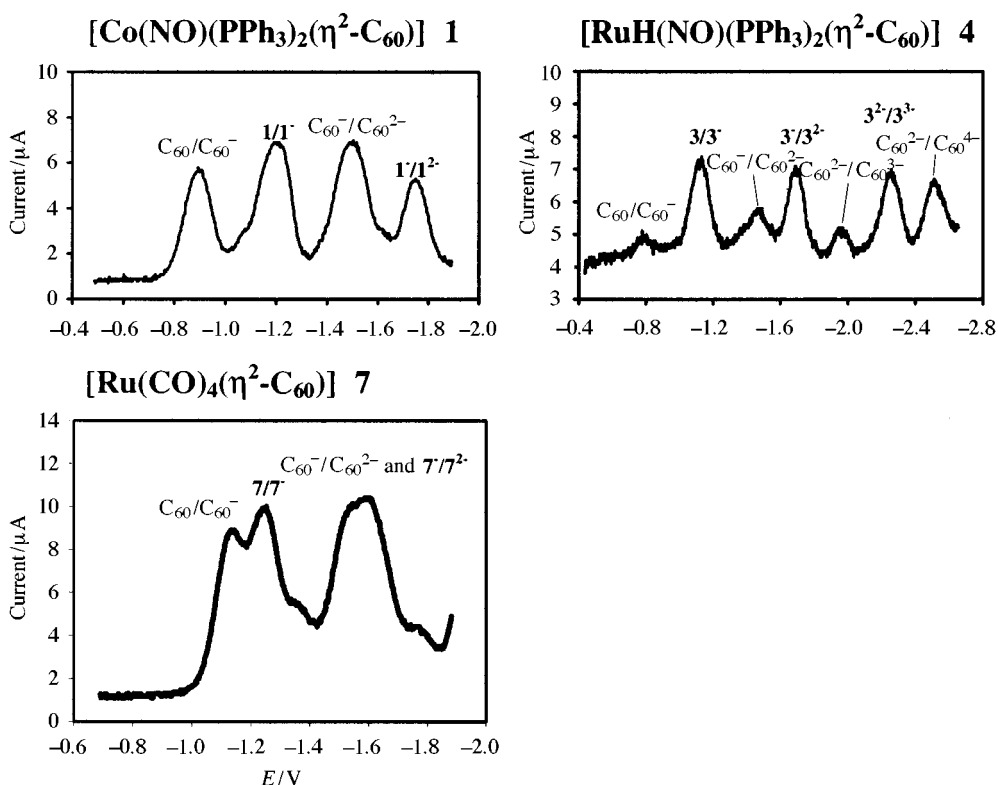 [Co(NO)(PPh₃)₂(η²-C₆₀)] 1
10
8
6
4
2
0
Current/μA
C₆₀/C₆₀⁻
1/1⁻
C₆₀⁻/C₆₀²⁻
1⁻/1²⁻
−0.4 −0.6 −0.8 −1.0 −1.2 −1.4 −1.6 −1.8 −2.0
[RuH(NO)(PPh₃)₂(η²-C₆₀)] 4
10
9
8
7
6
5
4
3
Current/μA
3²⁻/3³⁻
3/3⁻
3⁻/3²⁻
C₆₀²⁻/C₆₀⁴⁻
C₆₀⁻/C₆₀²⁻
C₆₀²⁻/C₆₀³⁻
C₆₀/C₆₀⁻
−0.4 −0.8 −1.2 −1.6 −2.0 −2.4 −2.8
[Ru(CO)₄(η²-C₆₀)] 7
14
12
10
8
6
4
2
0
Current/μA
C₆₀⁻/C₆₀²⁻ and 7⁻/7²⁻
7/7⁻
C₆₀/C₆₀⁻
−0.6 −0.8 −1.0 −1.2 −1.4 −1.6 −1.8 −2.0
E/V